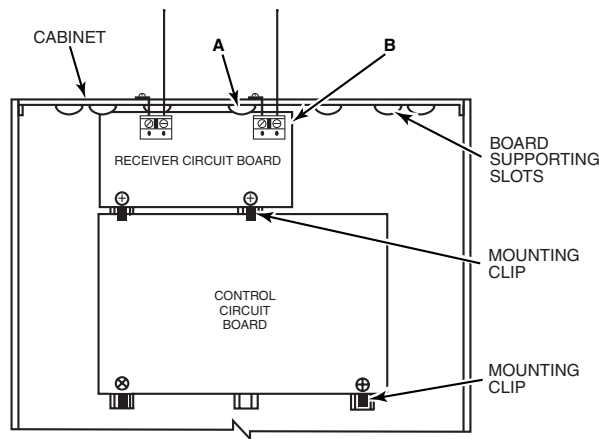 CABINET
A
B
RECEIVER CIRCUIT BOARD
BOARD
SUPPORTING
SLOTS
MOUNTING
CLIP
CONTROL
CIRCUIT
BOARD
MOUNTING
CLIP